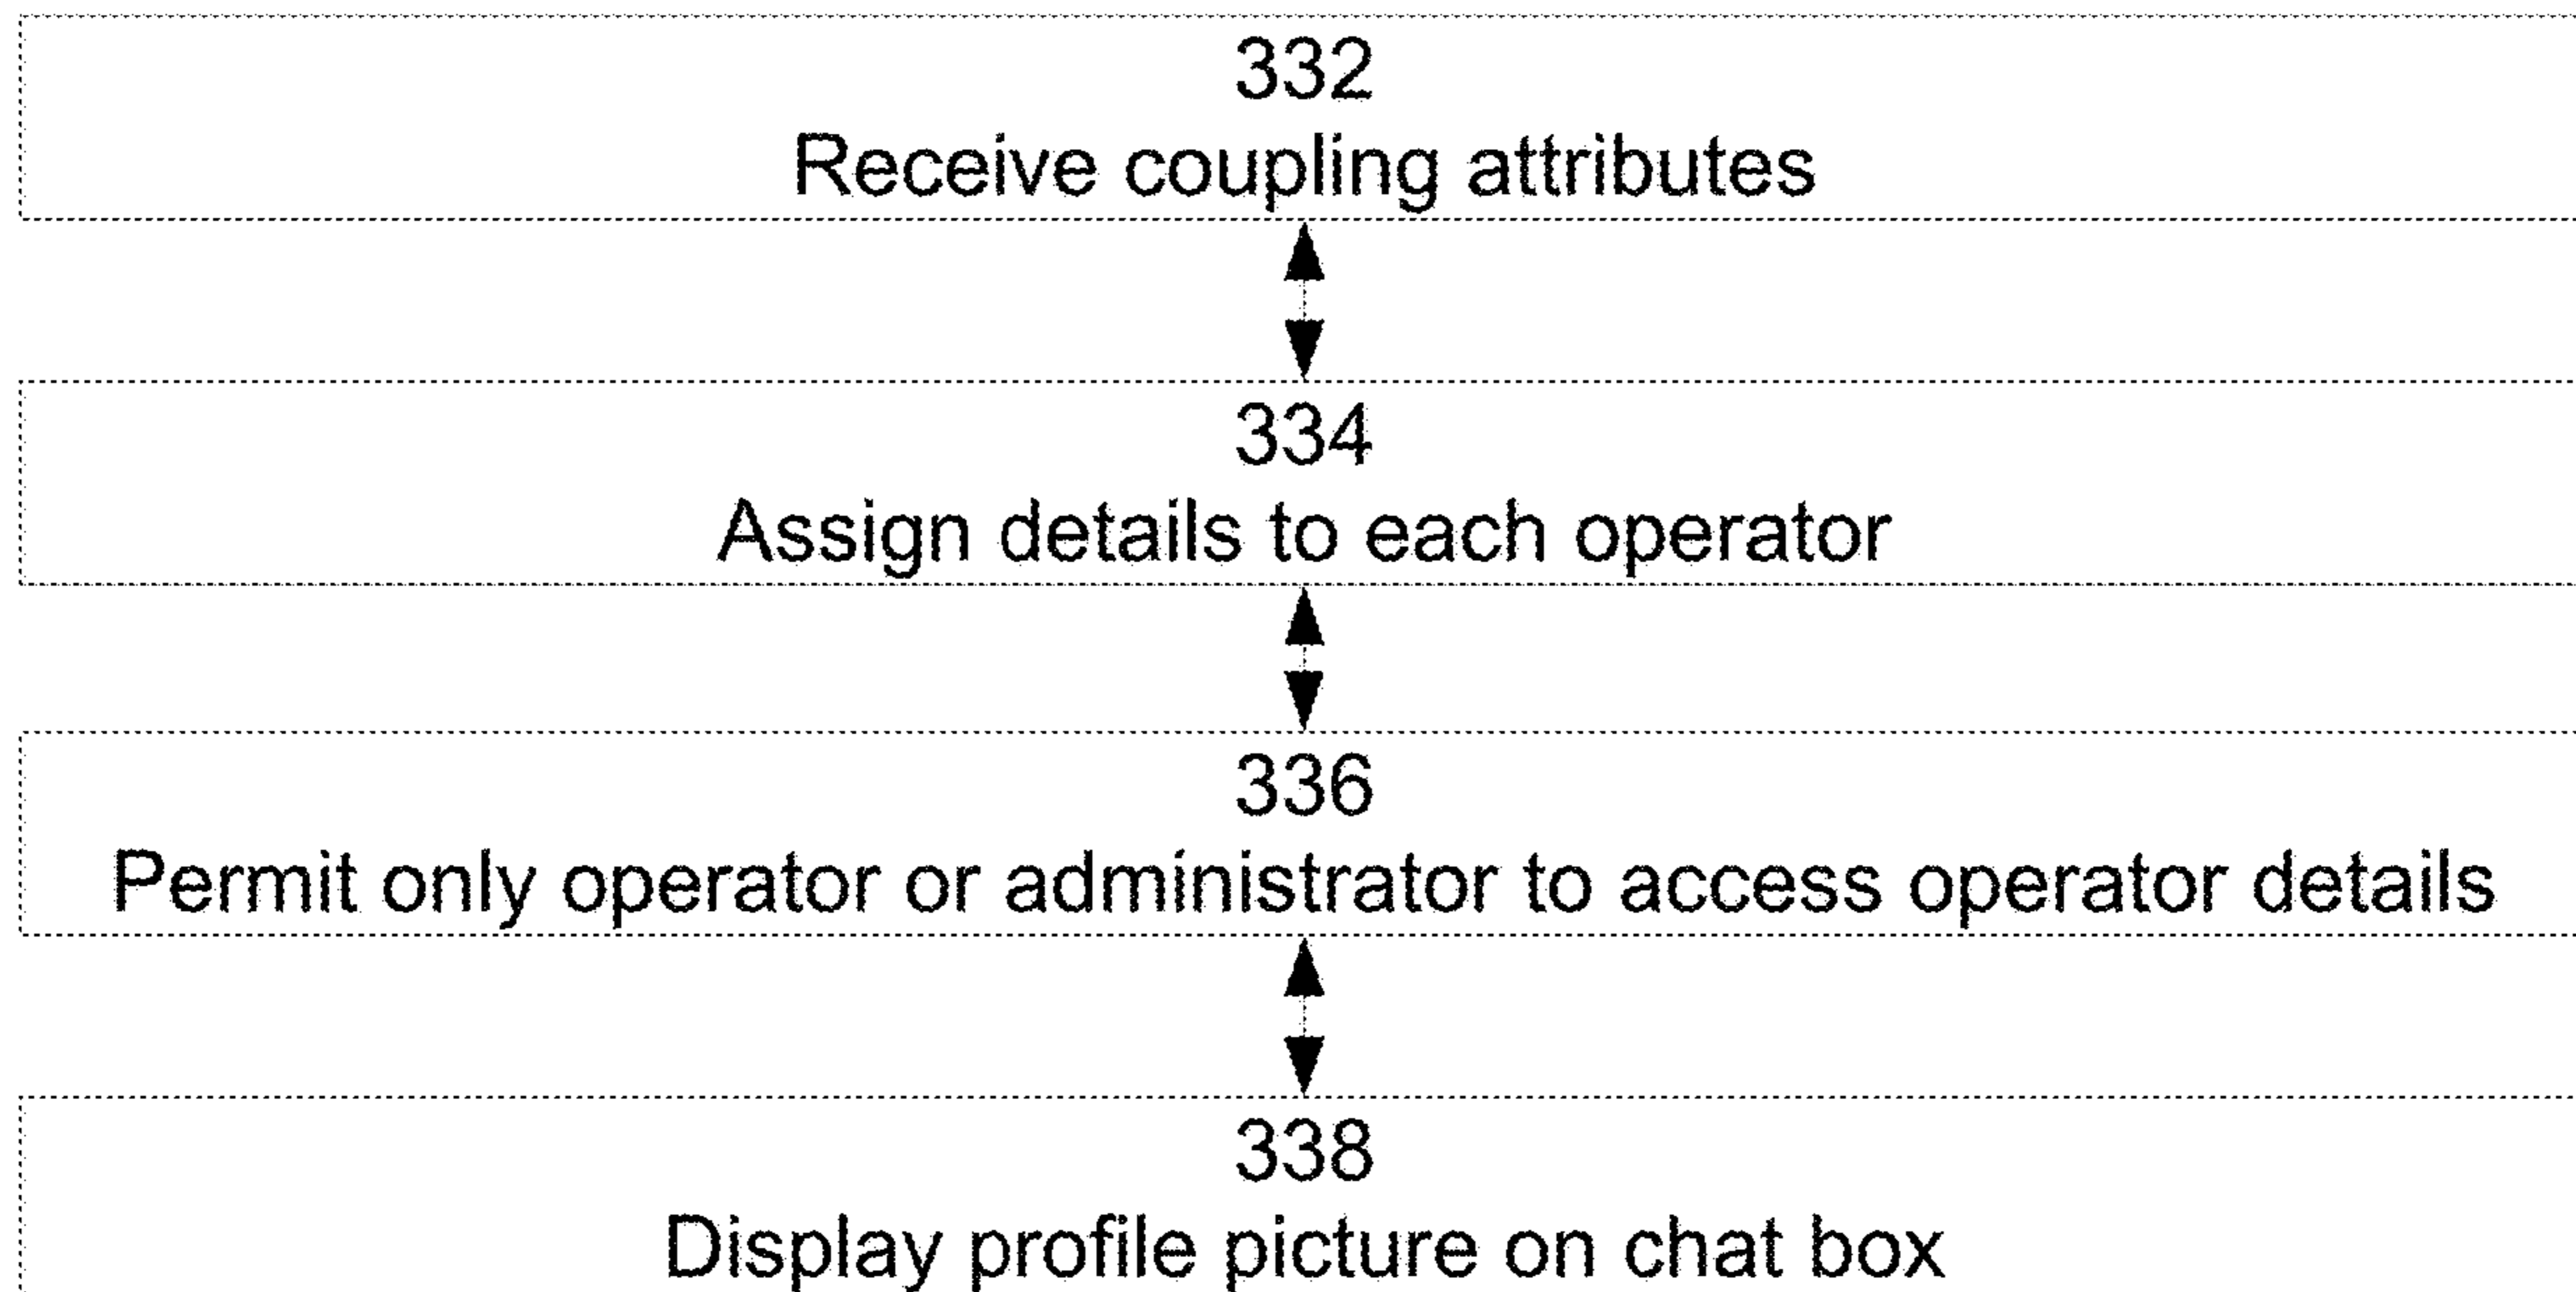 332
Receive coupling attributes
334
Assign details to each operator
336
Permit only operator or administrator to access operator details
338
Display profile picture on chat box